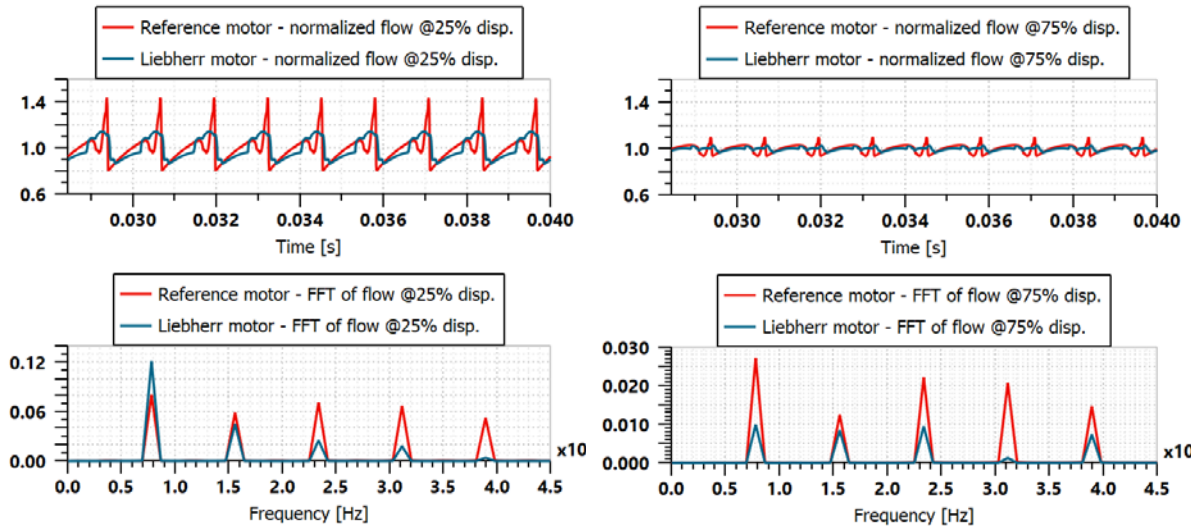 Reference motor - normalized flow @25% disp.
Liebherr motor - normalized flow @25% disp.
1.4
1.0
0.6
0.030 0.032 0.034 0.036 0.038 0.040
Time [s]
Reference motor - normalized flow @75% disp.
Liebherr motor - normalized flow @75% disp.
1.4
1.0
0.6
0.030 0.032 0.034 0.036 0.038 0.040
Time [s]
Reference motor - FFT of flow @25% disp.
Liebherr motor - FFT of flow @25% disp.
0.12
0.06
0.00
x10
0.0 0.5 1.0 1.5 2.0 2.5 3.0 3.5 4.0 4.5
Frequency [Hz]
Reference motor - FFT of flow @75% disp.
Liebherr motor - FFT of flow @75% disp.
0.030
0.020
0.010
0.000
x10
0.0 0.5 1.0 1.5 2.0 2.5 3.0 3.5 4.0 4.5
Frequency [Hz]